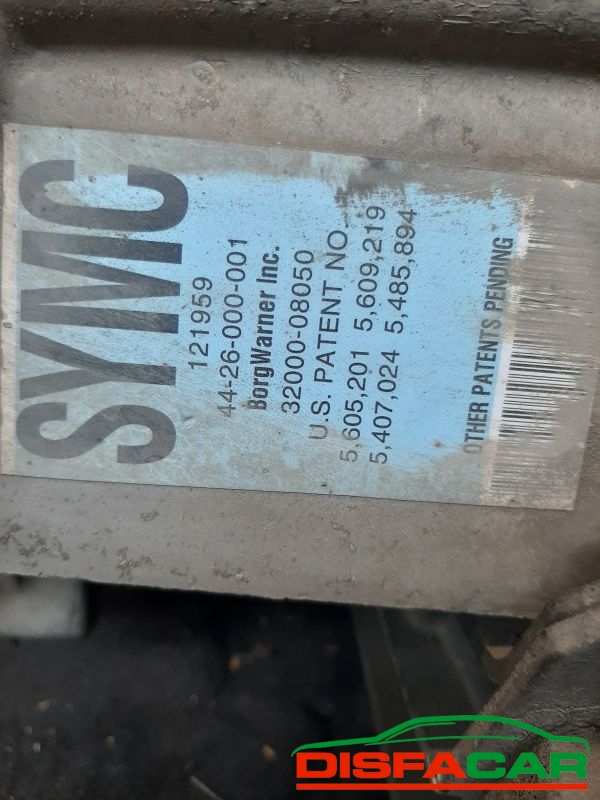 SYMC
121959
44-26-000-001
BorgWarner Inc.
32000-08050
U.S. PATENT NO.
5,605,201 5,609,219
5,407,024 5,485,894
OTHER PATENTS PENDING
DISFACAR